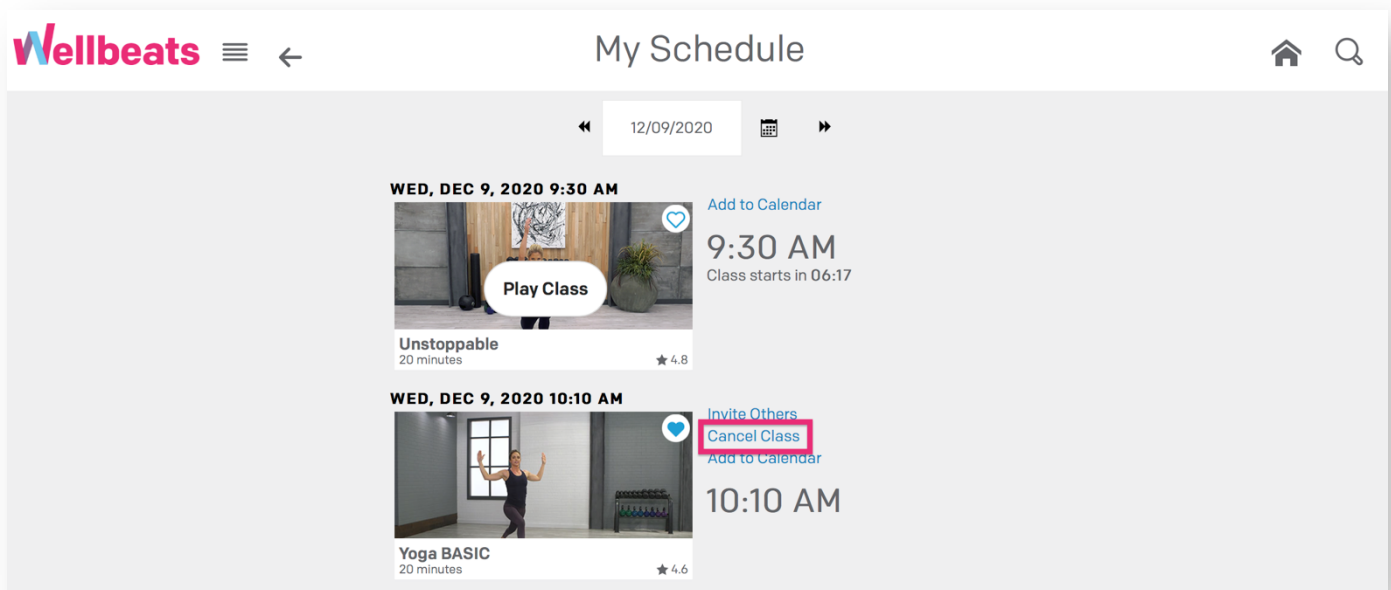 Wellbeats
My Schedule
12/09/2020
WED, DEC 9, 2020 9:30 AM
Add to Calendar
9:30 AM
Class starts in 06:17
Play Class
Unstoppable
20 minutes
4.8
WED, DEC 9, 2020 10:10 AM
Invite Others
Cancel Class
Add to Calendar
10:10 AM
Yoga BASIC
20 minutes
4.6